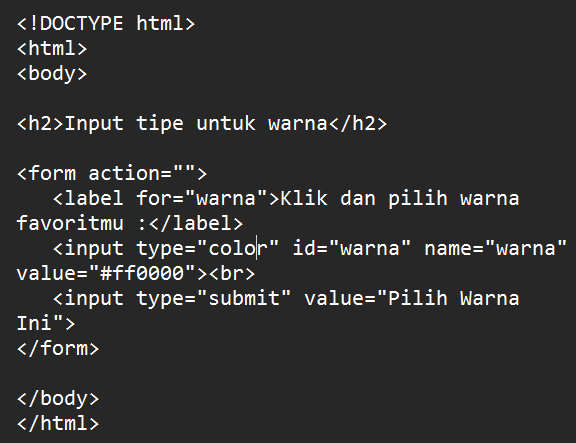 <!DOCTYPE html>
<html>
<body>
<h2>Input tipe untuk warna</h2>
<form action="">
<label for="warna">Klik dan pilih warna
favoritmu :</label>
<input type="color" id="warna" name="warna"
value="#ff0000"><br>
<input type="submit" value="Pilih Warna
Ini">
</form>
</body>
</html>